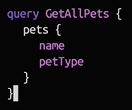 query GetAllPets {
  pets {
    name
    petType
  }
}